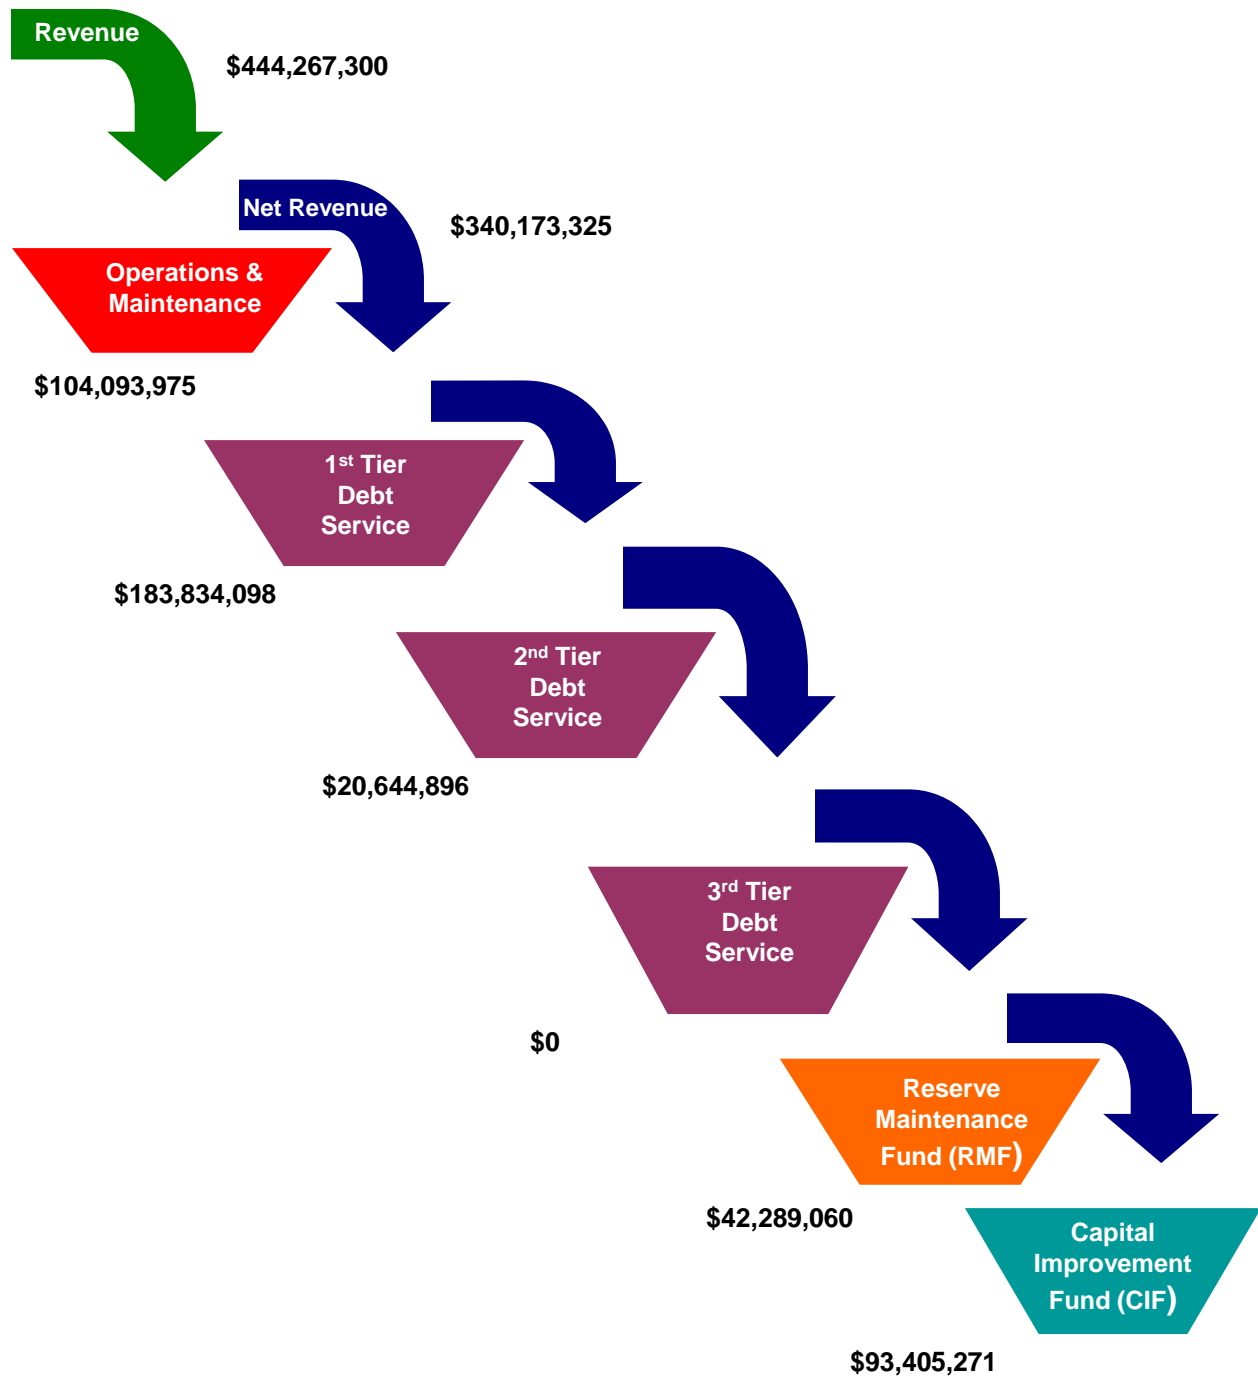 Revenue
$444,267,300
Net Revenue
$340,173,325
Operations &
Maintenance
$104,093,975
1st Tier
Debt
Service
$183,834,098
2nd Tier
Debt
Service
$20,644,896
3rd Tier
Debt
Service
$0
Reserve
Maintenance
Fund (RMF)
$42,289,060
Capital
Improvement
Fund (CIF)
$93,405,271